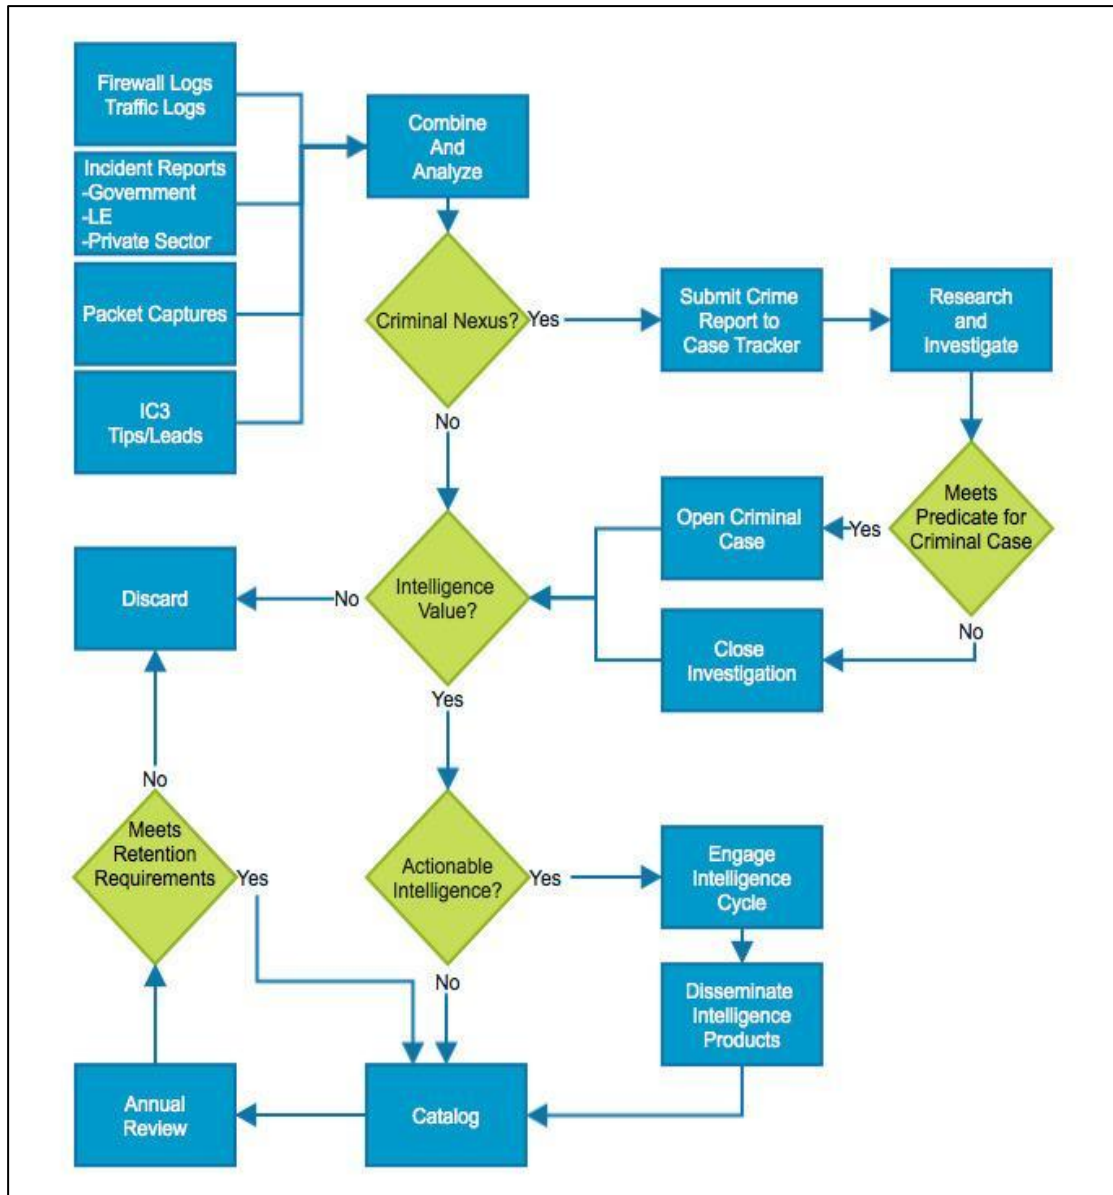 Firewall Logs
Traffic Logs
Incident Reports
-Government
-LE
-Private Sector
Packet Captures
IC3
Tips/Leads
Combine
And
Analyze
Criminal Nexus?
Yes
Submit Crime
Report to
Case Tracker
Research
and
Investigate
No
Meets
Predicate for
Criminal Case
Yes
Open Criminal
Case
No
Close
Investigation
Intelligence
Value?
No
Discard
Yes
Actionable
Intelligence?
Yes
Engage
Intelligence
Cycle
Disseminate
Intelligence
Products
No
Catalog
Annual
Review
Meets
Retention
Requirements
Yes
No